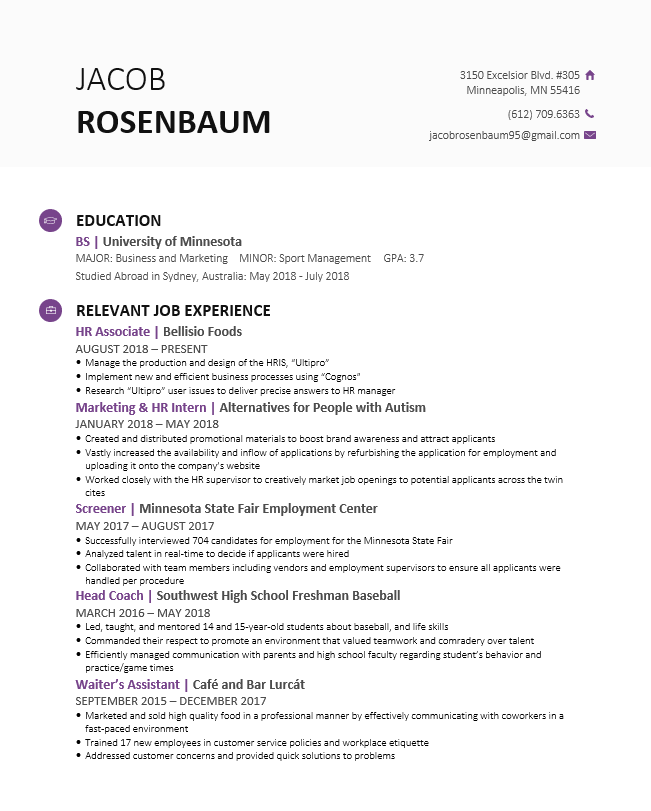 JACOB
ROSENBAUM
3150 Excelsior Blvd. #305
Minneapolis, MN 55416
(612) 709.6363
jacobrosenbaum95@gmail.com
EDUCATION
BS | University of Minnesota
MAJOR: Business and Marketing MINOR: Sport Management GPA: 3.7
Studied Abroad in Sydney, Australia: May 2018 - July 2018
RELEVANT JOB EXPERIENCE
HR Associate | Bellisio Foods
AUGUST 2018 – PRESENT
• Manage the production and design of the HRIS, “Ultipro”
• Implement new and efficient business processes using “Cognos”
• Research “Ultipro” user issues to deliver precise answers to HR manager
Marketing & HR Intern | Alternatives for People with Autism
JANUARY 2018 – MAY 2018
• Created and distributed promotional materials to boost brand awareness and attract applicants
• Vastly increased the availability and inflow of applications by refurbishing the application for employment and
uploading it onto the company’s website
• Worked closely with the HR supervisor to creatively market job openings to potential applicants across the twin
cites
Screener | Minnesota State Fair Employment Center
MAY 2017 – AUGUST 2017
• Successfully interviewed 704 candidates for employment for the Minnesota State Fair
• Analyzed talent in real-time to decide if applicants were hired
• Collaborated with team members including vendors and employment supervisors to ensure all applicants were
handled per procedure
Head Coach | Southwest High School Freshman Baseball
MARCH 2016 – MAY 2018
• Led, taught, and mentored 14 and 15-year-old students about baseball, and life skills
• Commanded their respect to promote an environment that valued teamwork and comradery over talent
• Efficiently managed communication with parents and high school faculty regarding student’s behavior and
practice/game times
Waiter’s Assistant | Café and Bar Lurcát
SEPTEMBER 2015 – DECEMBER 2017
• Marketed and sold high quality food in a professional manner by effectively communicating with coworkers in a
fast-paced environment
• Trained 17 new employees in customer service policies and workplace etiquette
• Addressed customer concerns and provided quick solutions to problems